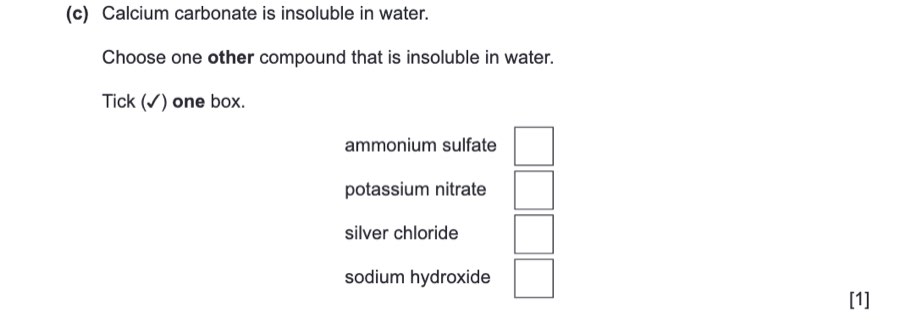 (c) Calcium carbonate is insoluble in water.
Choose one other compound that is insoluble in water.
Tick (✓) one box.
ammonium sulfate
potassium nitrate
silver chloride
sodium hydroxide
[1]